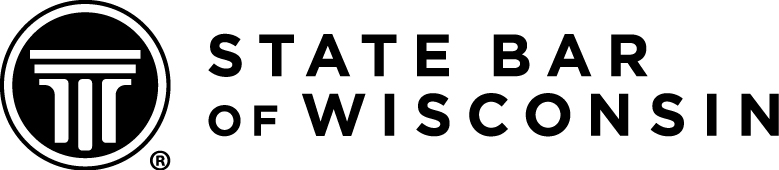 STATE BAR
OF WISCONSIN
®